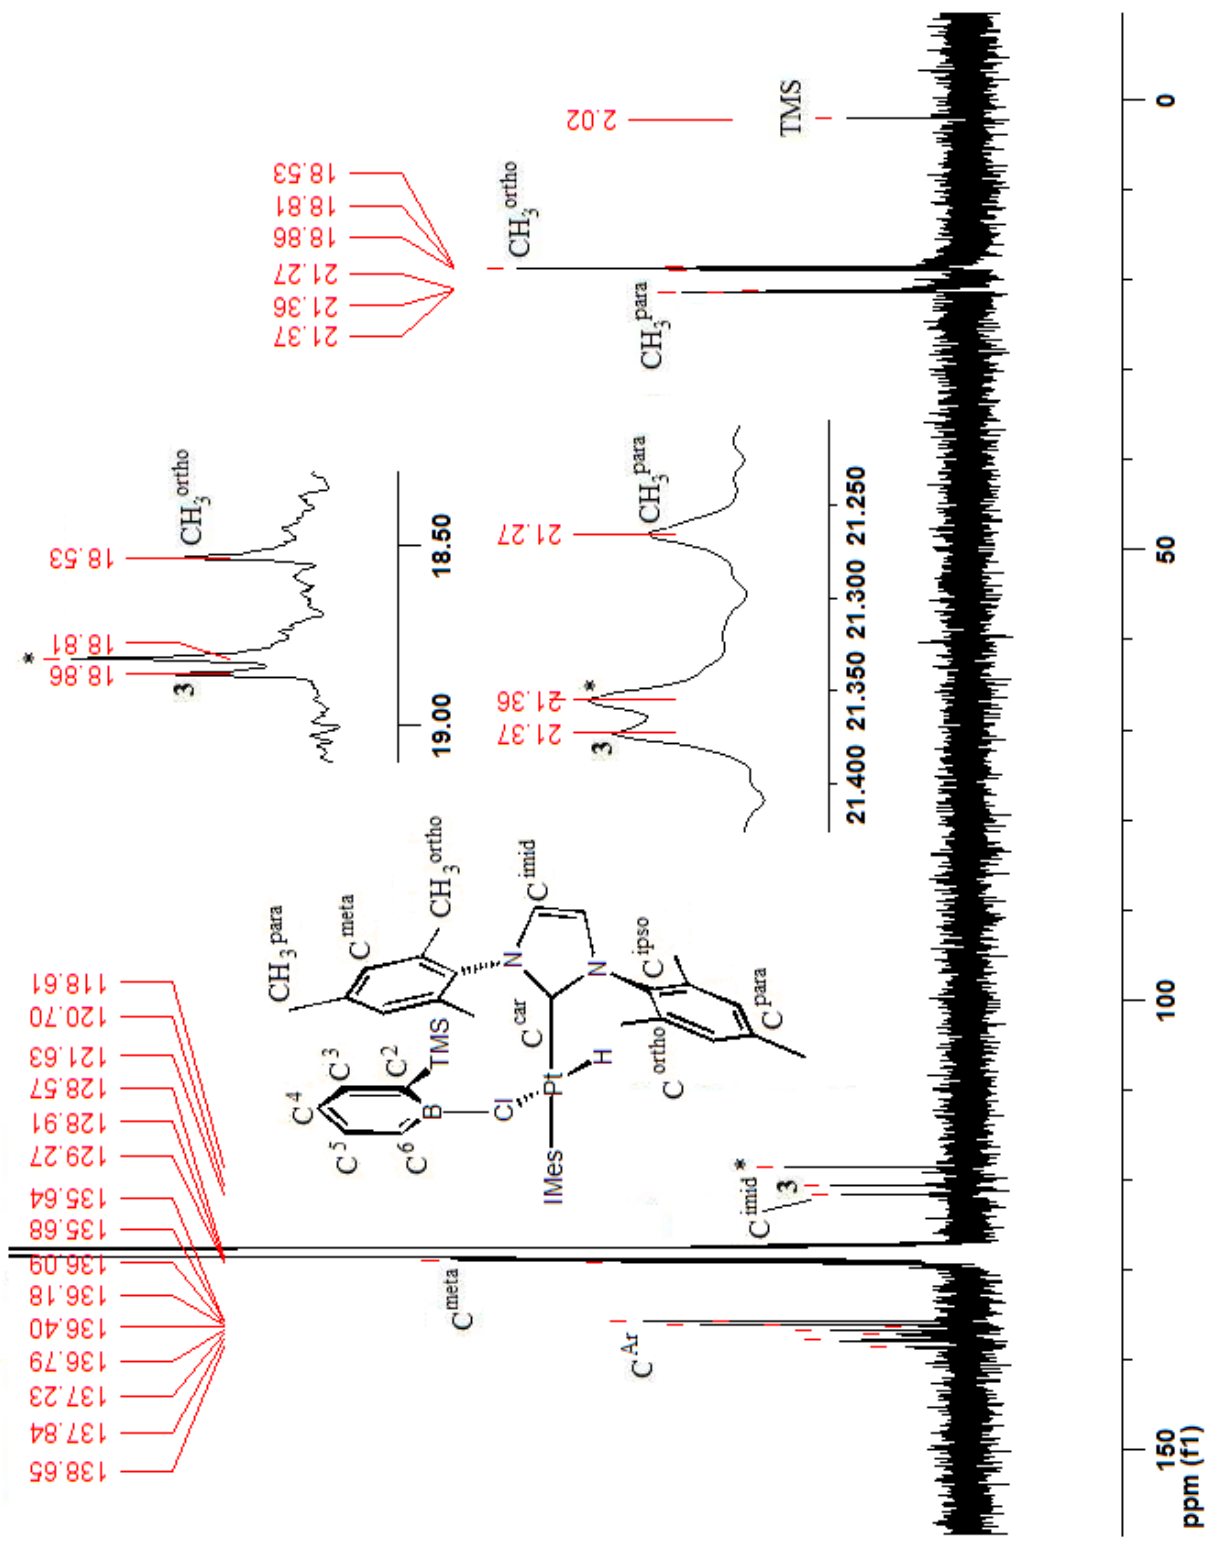 138.65
137.84
137.23
136.79
136.40
136.18
136.09
135.68
135.64
129.27
128.91
128.57
121.63
120.70
118.61
21.37
21.36
21.27
18.86
18.81
18.53
2.02
*
3
18.86
18.81
18.53
CH3ortho
19.00
18.50
3
*
21.37
21.36
21.27
CH3para
21.400
21.350
21.300
21.250
CH3para
Cmeta
CH3ortho
C4
C3
C5
C2
C6
B
TMS
Cl
N
Cimid
Ccar
IMes
Pt
H
N
Cipso
Cortho
Cpara
CAr
Cmeta
Cimid
3
*
CH3para
CH3ortho
TMS
150
100
50
0
ppm (f1)